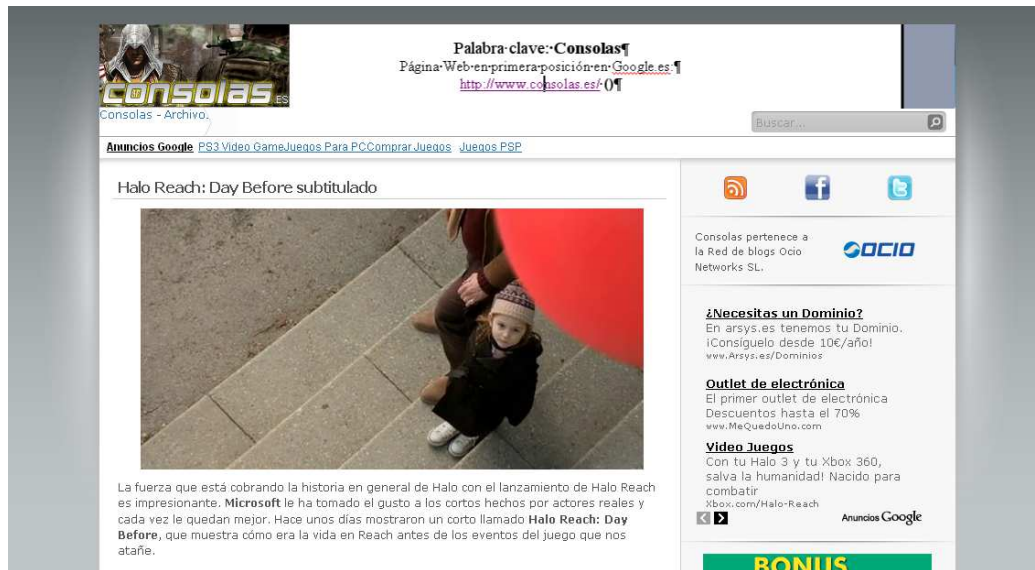 Palabra clave: Consolas¶
Página Web en primera posición en Google.es: ¶
http://www.consolas.es/ ()¶
consolas.ES
Consolas - Archivo.
Buscar...
Anuncios Google PS3 Video GameJuegos Para PCComprar Juegos Juegos PSP
Halo Reach: Day Before subtitulado
La fuerza que está cobrando la historia en general de Halo con el lanzamiento de Halo Reach
es impresionante. Microsoft le ha tomado el gusto a los cortos hechos por actores reales y
cada vez le quedan mejor. Hace unos días mostraron un corto llamado Halo Reach: Day
Before, que muestra cómo era la vida en Reach antes de los eventos del juego que nos
atañe.
Consolas pertenece a
la Red de blogs Ocio
Networks SL.
OCIO
¿Necesitas un Dominio?
En arsys.es tenemos tu Dominio.
¡Consíguelo desde 10€/año!
www.Arsys.es/Dominios
Outlet de electrónica
El primer outlet de electrónica
Descuentos hasta el 70%
www.MeQuedoUno.com
Video Juegos
Con tu Halo 3 y tu Xbox 360,
salva la humanidad! Nacido para
combatir
Xbox.com/Halo-Reach
Anuncios Google
BONUS